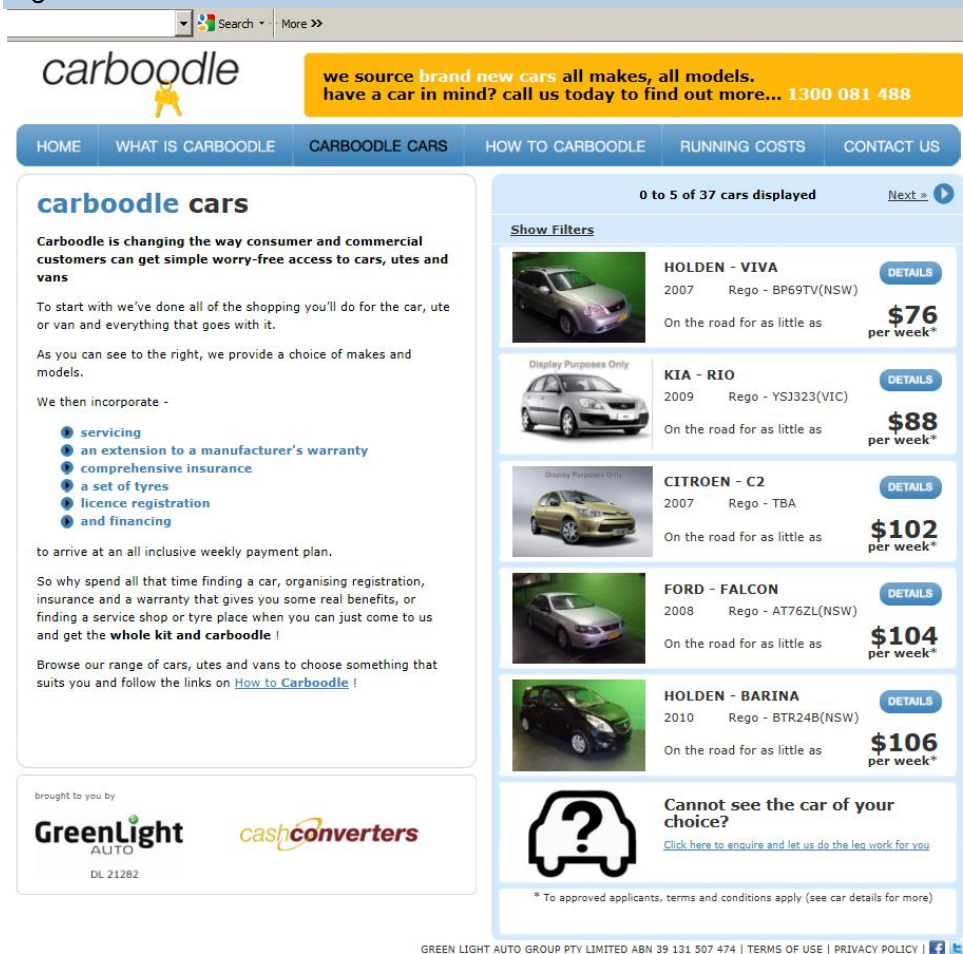 Search
More »
carboodle
we source brand new cars all makes, all models.
have a car in mind? call us today to find out more... 1300 081 488
HOME
WHAT IS CARBOODLE
CARBOODLE CARS
HOW TO CARBOODLE
RUNNING COSTS
CONTACT US
carboodle cars
Carboodle is changing the way consumer and commercial
customers can get simple worry-free access to cars, utes and
vans
To start with we've done all of the shopping you'll do for the car, ute
or van and everything that goes with it.
As you can see to the right, we provide a choice of makes and
models.
We then incorporate -
servicing
an extension to a manufacturer's warranty
comprehensive insurance
a set of tyres
licence registration
and financing
to arrive at an all inclusive weekly payment plan.
So why spend all that time finding a car, organising registration,
insurance and a warranty that gives you some real benefits, or
finding a service shop or tyre place when you can just come to us
and get the whole kit and carboodle !
Browse our range of cars, utes and vans to choose something that
suits you and follow the links on How to Carboodle !
brought to you by
GreenLight
AUTO
DL 21282
cashconverters
0 to 5 of 37 cars displayed
Next »
Show Filters
HOLDEN - VIVA
DETAILS
2007 Rego - BP69TV(NSW)
On the road for as little as
$76
per week*
Display Purposes Only
KIA - RIO
DETAILS
2009 Rego - YSJ323(VIC)
On the road for as little as
$88
per week*
Display Purposes Only
CITROEN - C2
DETAILS
2007 Rego - TBA
On the road for as little as
$102
per week*
FORD - FALCON
DETAILS
2008 Rego - AT76ZL(NSW)
On the road for as little as
$104
per week*
HOLDEN - BARINA
DETAILS
2010 Rego - BTR24B(NSW)
On the road for as little as
$106
per week*
?
Cannot see the car of your
choice?
Click here to enquire and let us do the leg work for you
* To approved applicants, terms and conditions apply (see car details for more)
GREEN LIGHT AUTO GROUP PTY LIMITED ABN 39 131 507 474 | TERMS OF USE | PRIVACY POLICY |